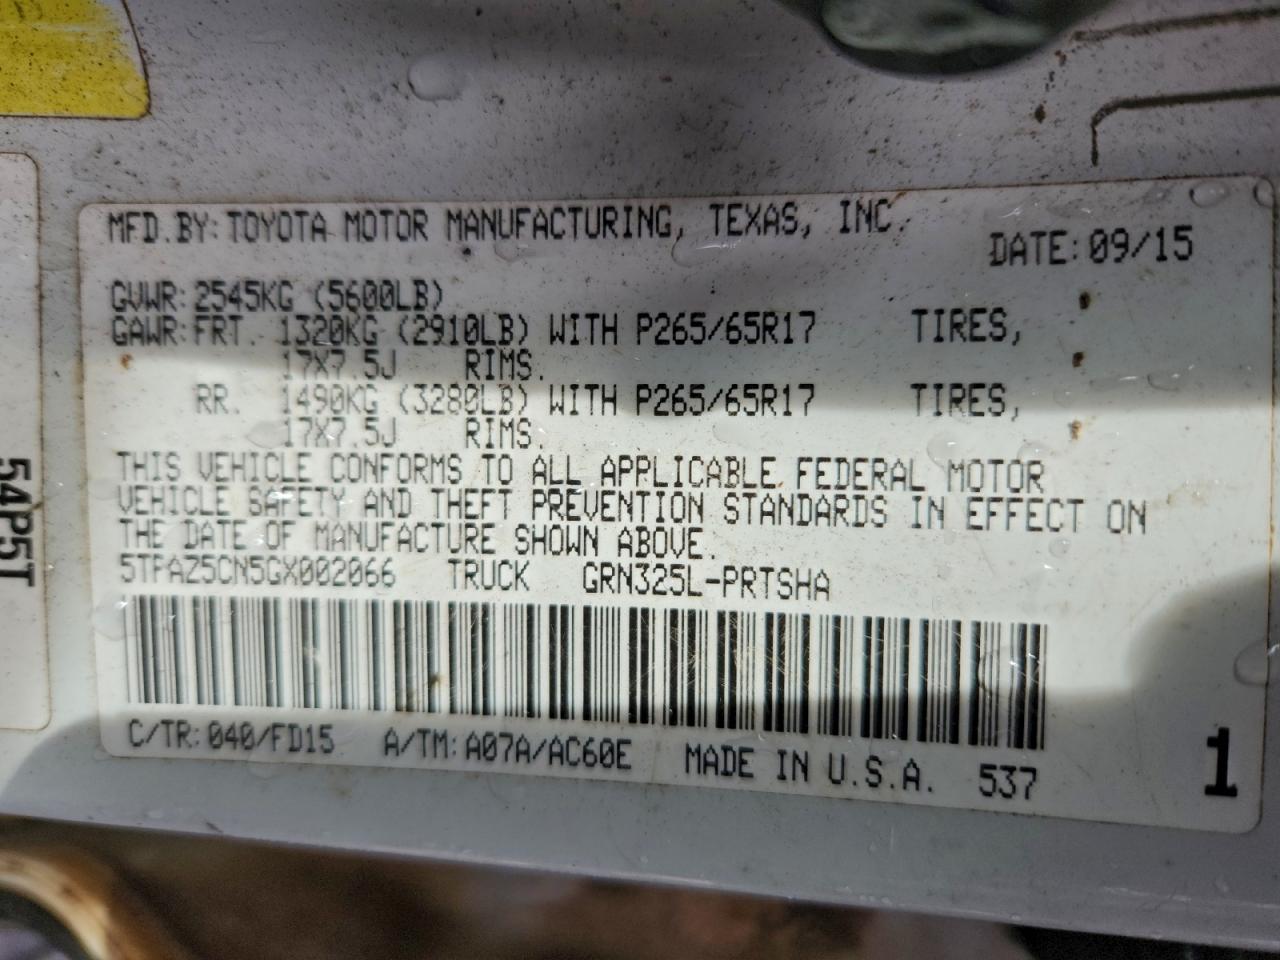 MFD.BY: TOYOTA MOTOR MANUFACTURING, TEXAS, INC. DATE: 09/15
GVWR: 2545KG (5600LB)
GAWR: FRT. 1320KG (2910LB) WITH P265/65R17 TIRES,
17X7.5J RIMS.
RR. 1490KG (3280LB) WITH P265/65R17 TIRES,
17X7.5J RIMS.
THIS VEHICLE CONFORMS TO ALL APPLICABLE FEDERAL MOTOR
VEHICLE SAFETY AND THEFT PREVENTION STANDARDS IN EFFECT ON
THE DATE OF MANUFACTURE SHOWN ABOVE.
5TFAZ5CN5GX002066 TRUCK GRN325L-PRTSHA
C/TR: 040/FD15 A/TM: A07A/AC60E MADE IN U.S.A. 537
1
54P5T